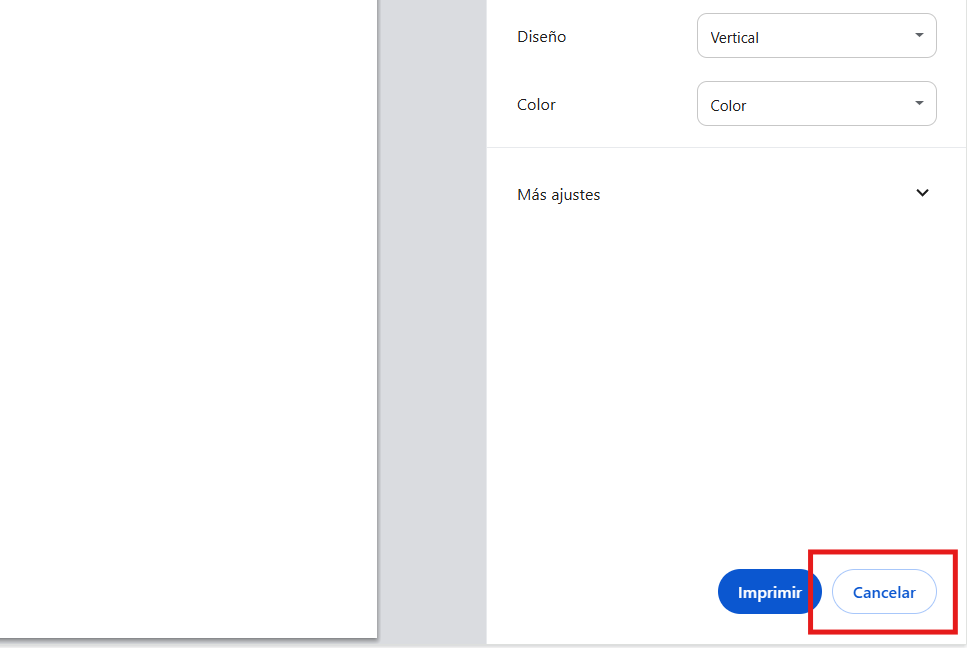 Diseño
Vertical
Color
Color
Más ajustes
Imprimir
Cancelar